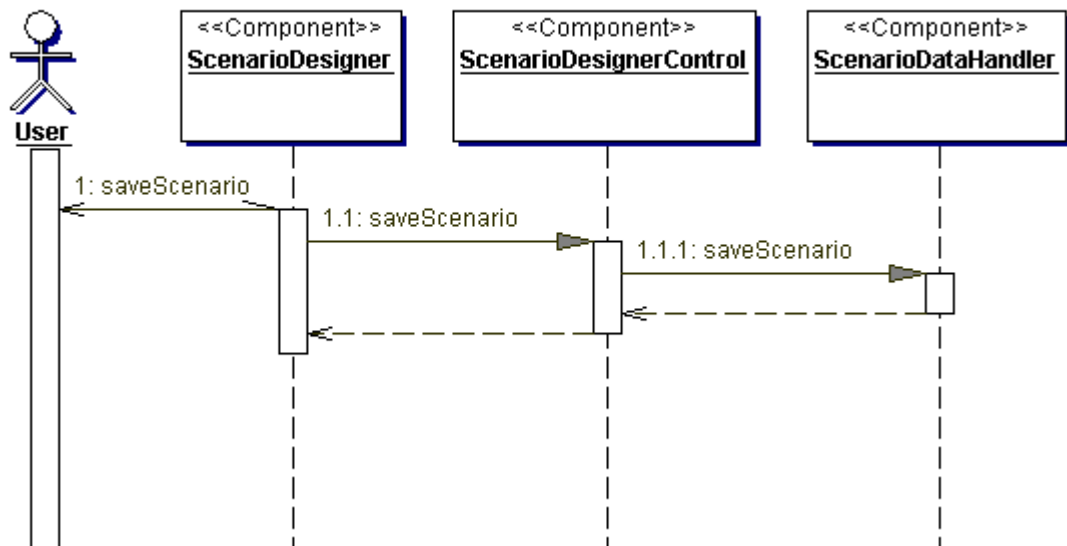 <<Component>>
ScenarioDesigner
<<Component>>
ScenarioDesignerControl
<<Component>>
ScenarioDataHandler
User
1: saveScenario
1.1: saveScenario
1.1.1: saveScenario